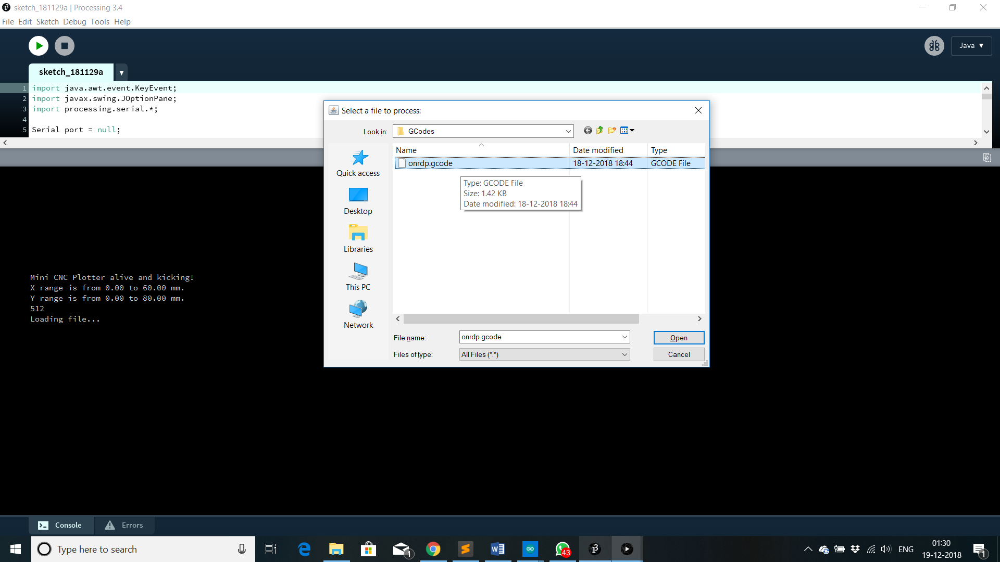 sketch_181129a | Processing 3.4
File Edit Sketch Debug Tools Help
Java ▼
sketch_181129a ▼
1 import java.awt.event.KeyEvent;
2 import javax.swing.JOptionPane;
3 import processing.serial.*;
4
5 Serial port = null;
Select a file to process:
Look in: GCodes
Name Date modified Type
onrdp.gcode 18-12-2018 18:44 GCODE File
Type: GCODE File
Size: 1.42 KB
Date modified: 18-12-2018 18:44
Quick access
Desktop
Libraries
This PC
Network
File name: onrdp.gcode Open
Files of type: All Files (*.*) Cancel
Mini CNC Plotter alive and kicking!
X range is from 0.00 to 60.00 mm.
Y range is from 0.00 to 80.00 mm.
512
Loading file...
Console Errors
Type here to search
1
W
43
ENG
01:30
19-12-2018
1